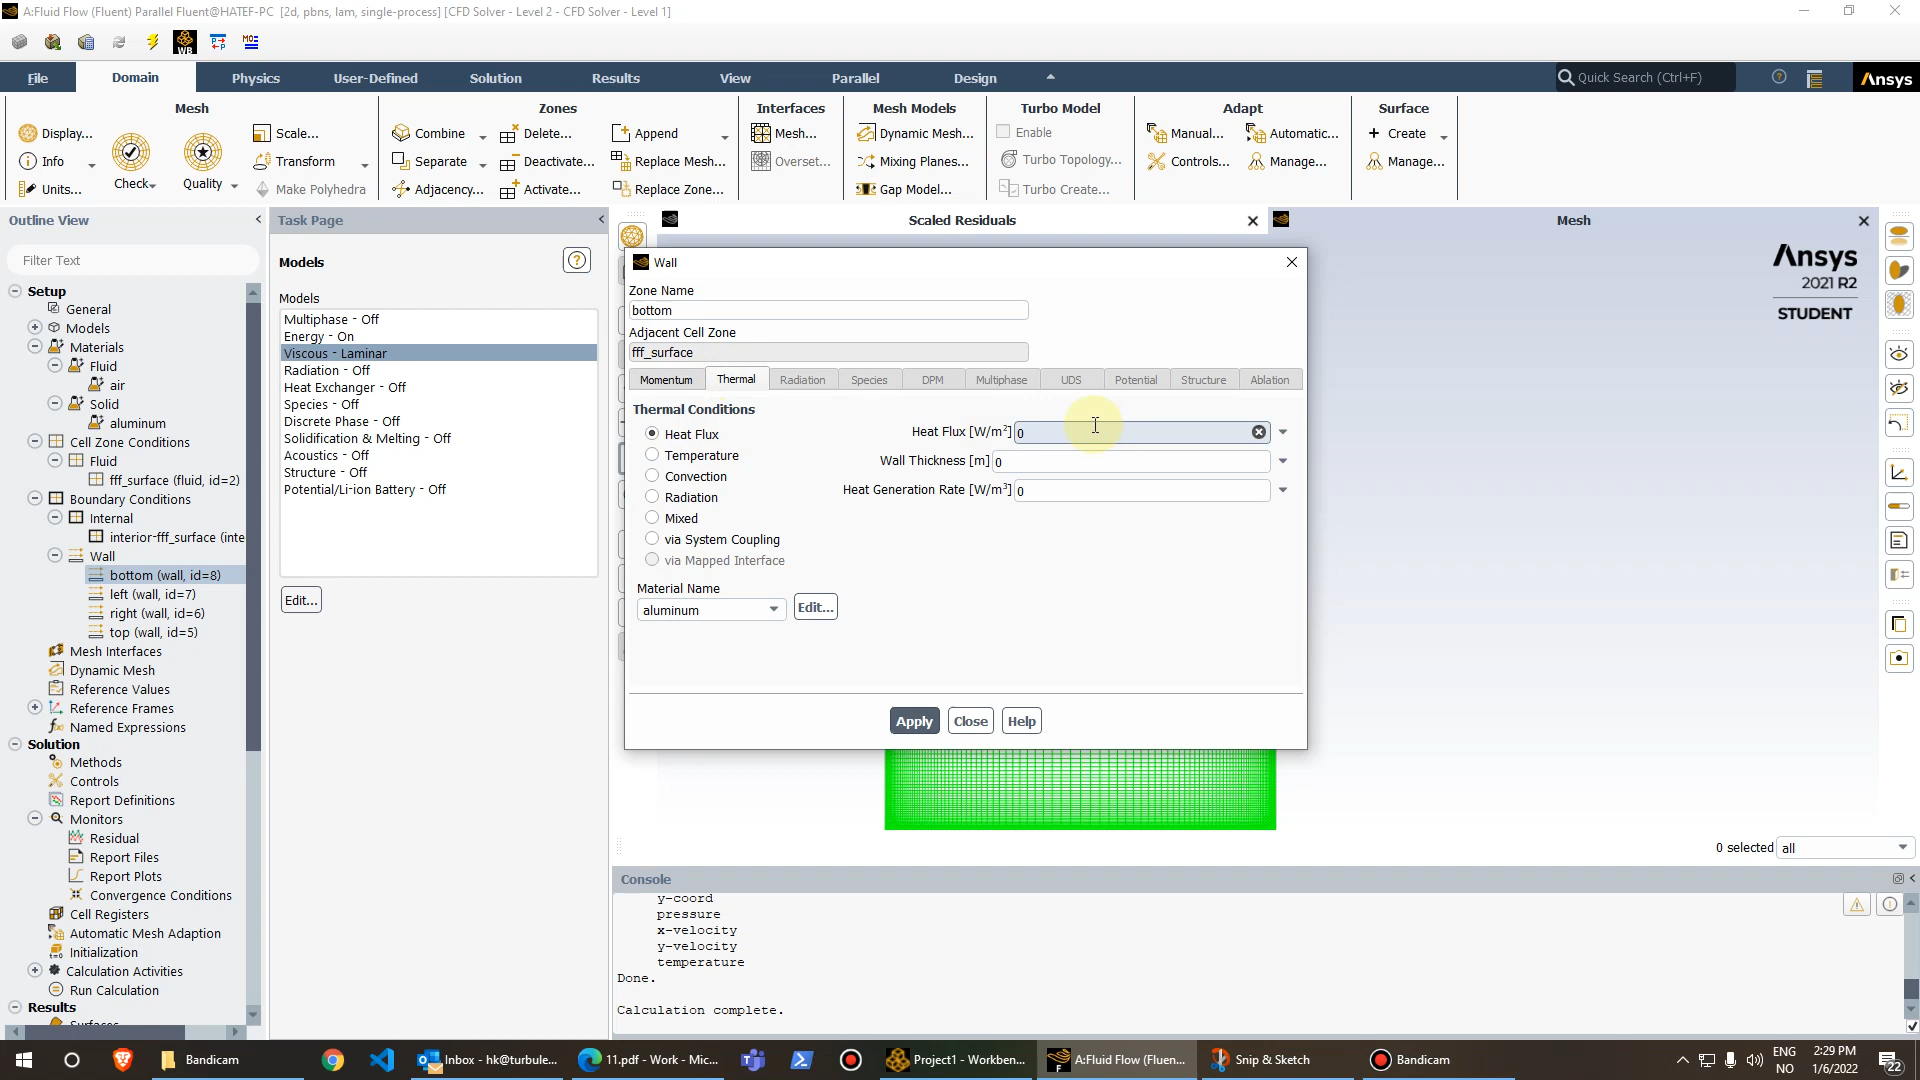 A:Fluid Flow (Fluent) Parallel Fluent@HATEF-PC [2d, pbns, lam, single-process] [CFD Solver - Level 2 - CFD Solver - Level 1]
WB
File Domain Physics User-Defined Solution Results View Parallel Design
Quick Search (Ctrl+F)
Ansys
Mesh
Display...
Info
Units...
Check
Quality
Scale...
Transform
Make Polyhedra
Zones
Combine
Separate
Adjacency...
Delete...
Deactivate...
Activate...
Append
Replace Mesh...
Replace Zone...
Interfaces
Mesh...
Overset...
Mesh Models
Dynamic Mesh...
Mixing Planes...
Gap Model...
Turbo Model
Enable
Turbo Topology...
Turbo Create...
Adapt
Manual...
Controls...
Automatic...
Manage...
Surface
Create
Manage...
Outline View
Filter Text
Setup
General
Models
Materials
Fluid
air
Solid
aluminum
Cell Zone Conditions
Fluid
fff_surface (fluid, id=2)
Boundary Conditions
Internal
interior-fff_surface (inte
Wall
bottom (wall, id=8)
left (wall, id=7)
right (wall, id=6)
top (wall, id=5)
Mesh Interfaces
Dynamic Mesh
Reference Values
Reference Frames
Named Expressions
Solution
Methods
Controls
Report Definitions
Monitors
Residual
Report Files
Report Plots
Convergence Conditions
Cell Registers
Automatic Mesh Adaption
Initialization
Calculation Activities
Run Calculation
Results
Surfaces
Task Page
Models
Models
Multiphase - Off
Energy - On
Viscous - Laminar
Radiation - Off
Heat Exchanger - Off
Species - Off
Discrete Phase - Off
Solidification & Melting - Off
Acoustics - Off
Structure - Off
Potential/Li-ion Battery - Off
Edit...
Scaled Residuals
Mesh
Ansys
2021 R2
STUDENT
Wall
Zone Name
bottom
Adjacent Cell Zone
fff_surface
Momentum Thermal Radiation Species DPM Multiphase UDS Potential Structure Ablation
Thermal Conditions
Heat Flux
Temperature
Convection
Radiation
Mixed
via System Coupling
via Mapped Interface
Heat Flux [W/m²] 0
Wall Thickness [m] 0
Heat Generation Rate [W/m³] 0
Material Name
aluminum
Edit...
Apply Close Help
0 selected all
Console
y-coord
pressure
x-velocity
y-velocity
temperature
Done.
Calculation complete.
Bandicam
Inbox - hk@turbule...
11.pdf - Work - Mic...
Project1 - Workben...
A:Fluid Flow (Fluen...
Snip & Sketch
Bandicam
ENG
NO
2:29 PM
1/6/2022
22